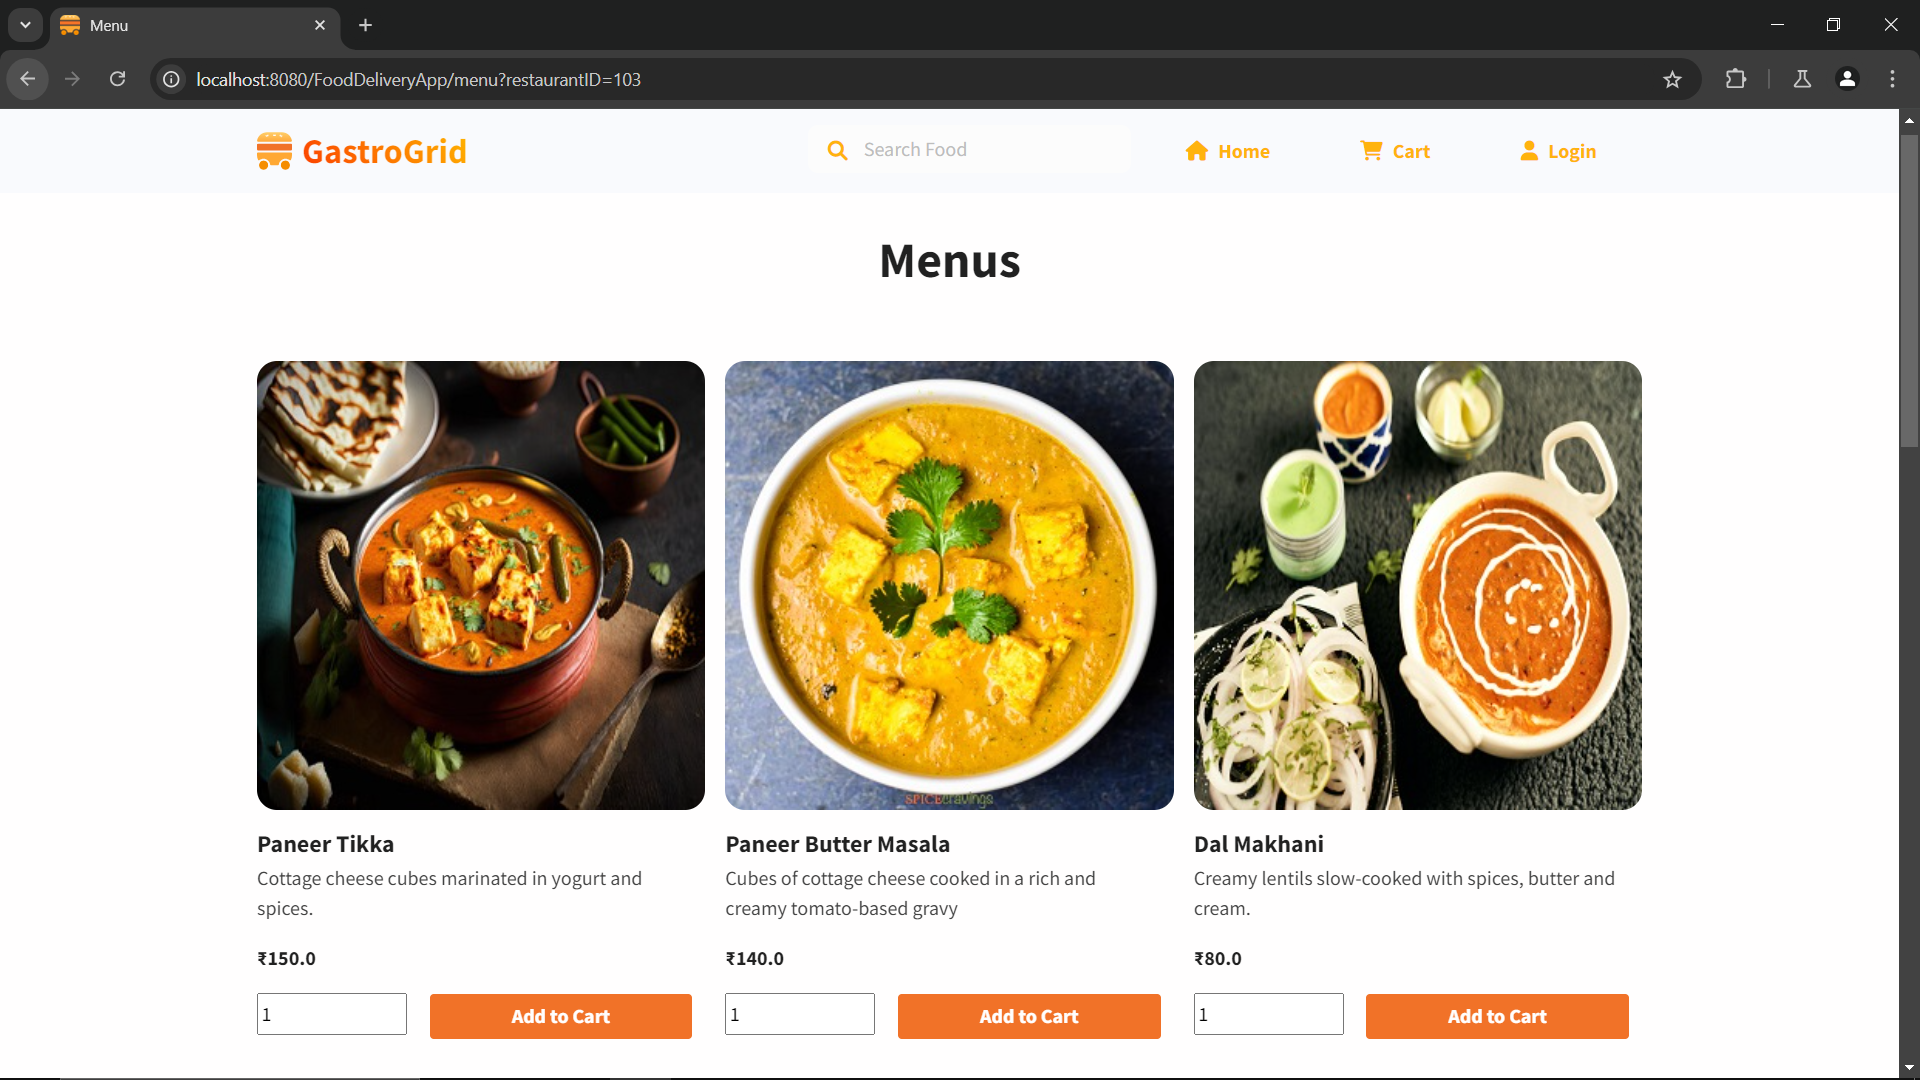 Menu
localhost:8080/FoodDeliveryApp/menu?restaurantID=103
GastroGrid
Search Food
Home
Cart
Login
Menus
SPICEcravings
Paneer Tikka
Cottage cheese cubes marinated in yogurt and
spices.
₹150.0
1
Add to Cart
Paneer Butter Masala
Cubes of cottage cheese cooked in a rich and
creamy tomato-based gravy
₹140.0
1
Add to Cart
Dal Makhani
Creamy lentils slow-cooked with spices, butter and
cream.
₹80.0
1
Add to Cart